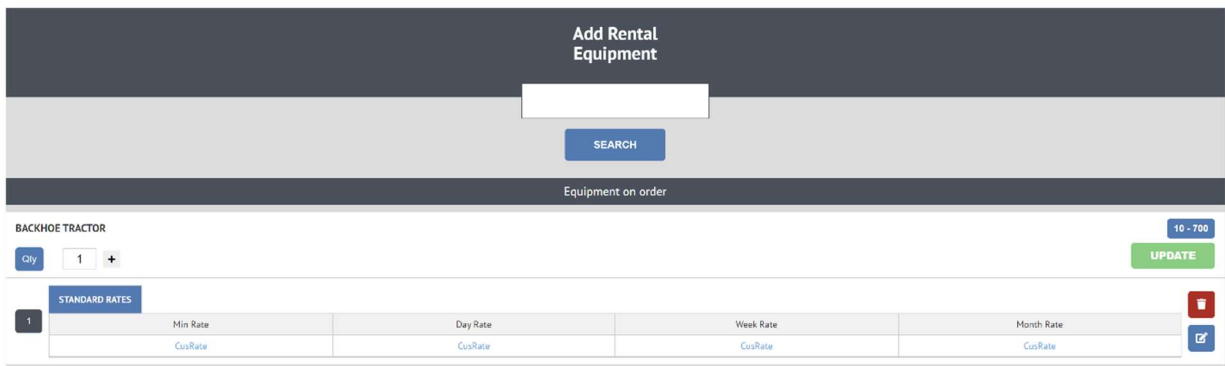 Add Rental
Equipment
SEARCH
Equipment on order
BACKHOE TRACTOR
10 - 700
Qly 1 +
UPDATE
STANDARD RATES
1
Min Rate Day Rate Week Rate Month Rate
CusRate CusRate CusRate CusRate